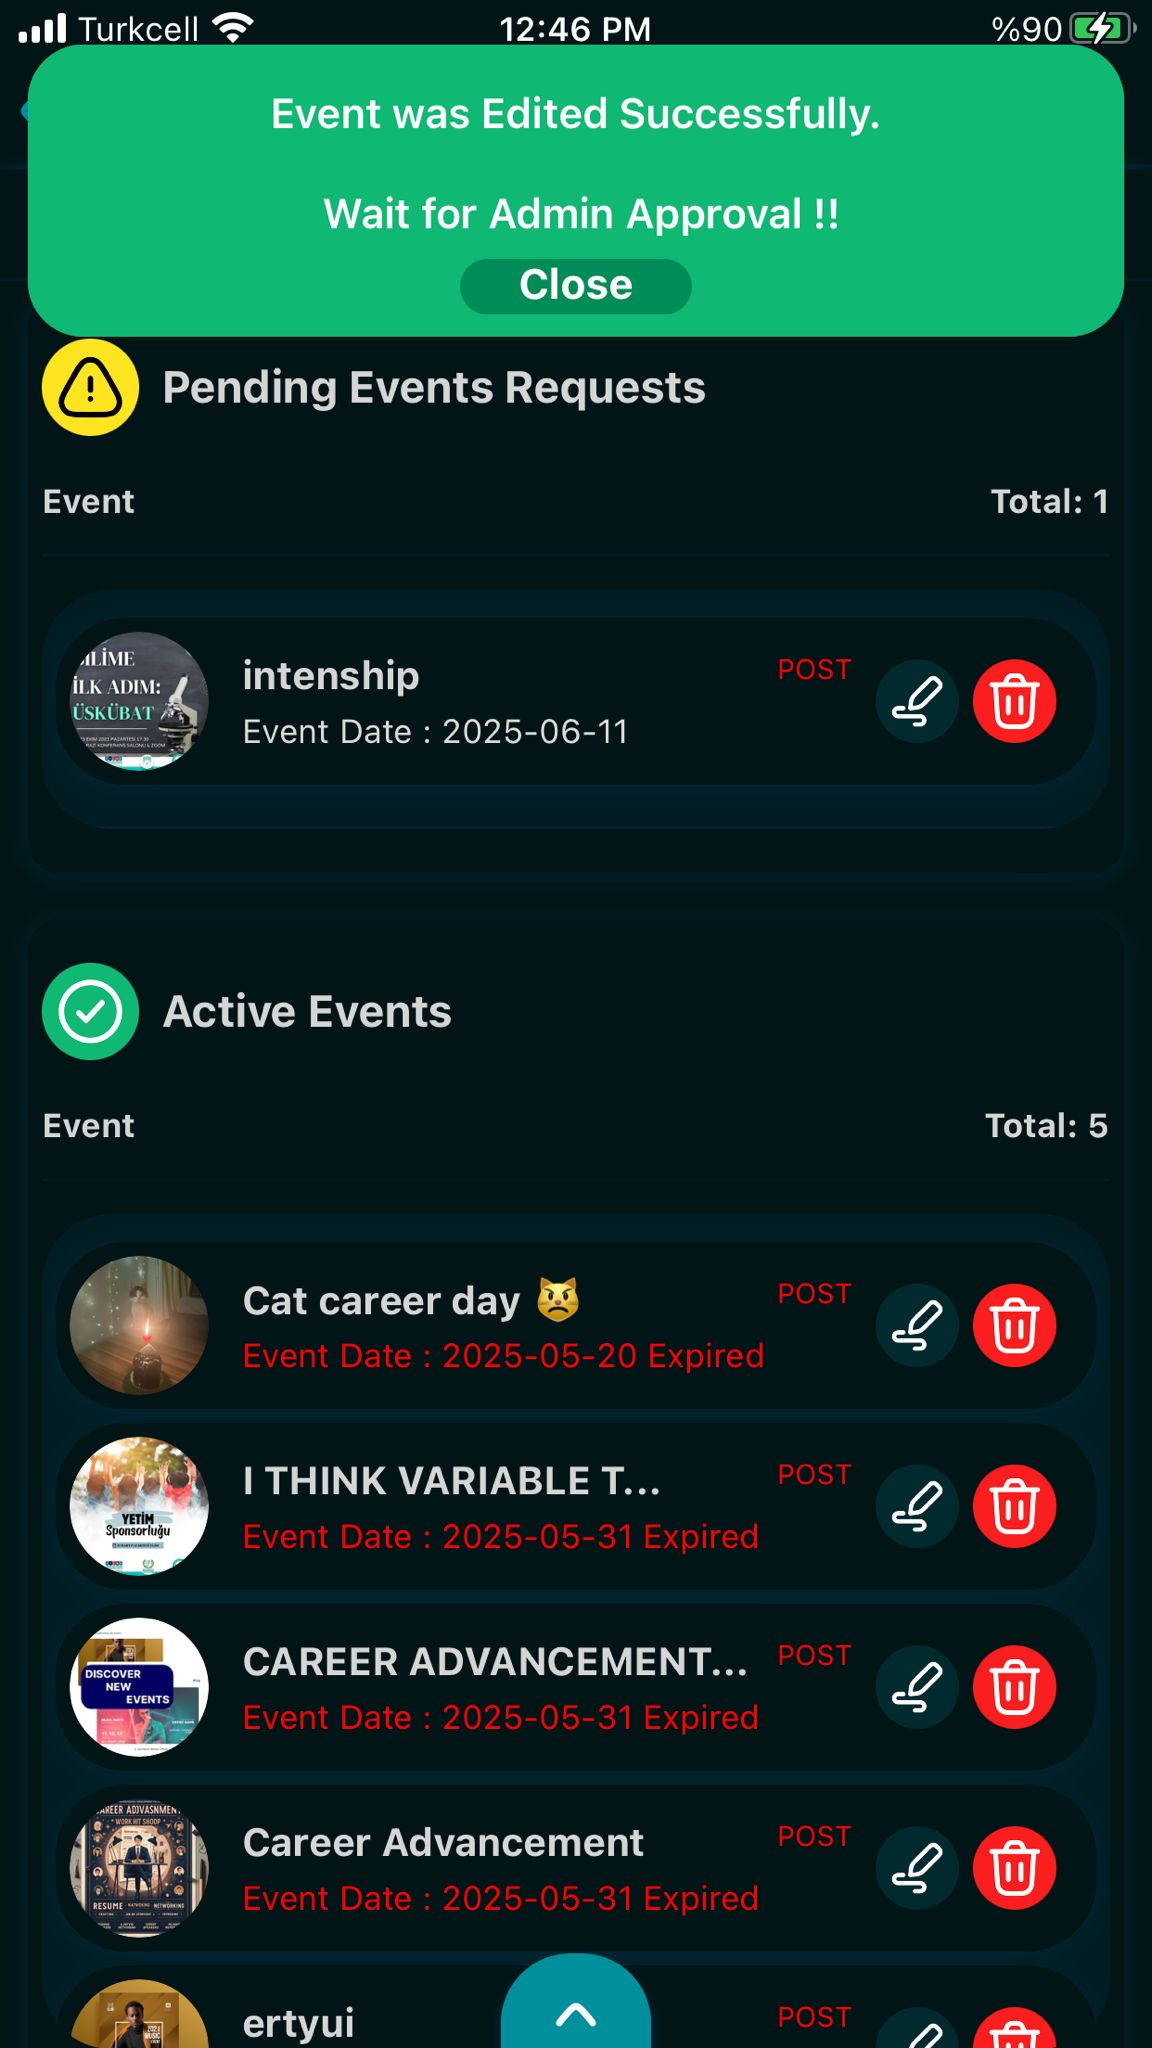 Turkcell 12:46 PM %90
Event was Edited Successfully.
Wait for Admin Approval !!
Close
Pending Events Requests
Event Total: 1
İLK ADIM:
ÜSKÜBAT
intenship POST
Event Date : 2025-06-11
Active Events
Event Total: 5
Cat career day 😾 POST
Event Date : 2025-05-20 Expired
YETİM
Sponsorluğu
I THINK VARIABLE T... POST
Event Date : 2025-05-31 Expired
DISCOVER
NEW
EVENTS
CAREER ADVANCEMENT... POST
Event Date : 2025-05-31 Expired
WORK HIT SHOOP
RESUME NATWOKING NETWORKING
Career Advancement POST
Event Date : 2025-05-31 Expired
MUSIC
ertyui POST